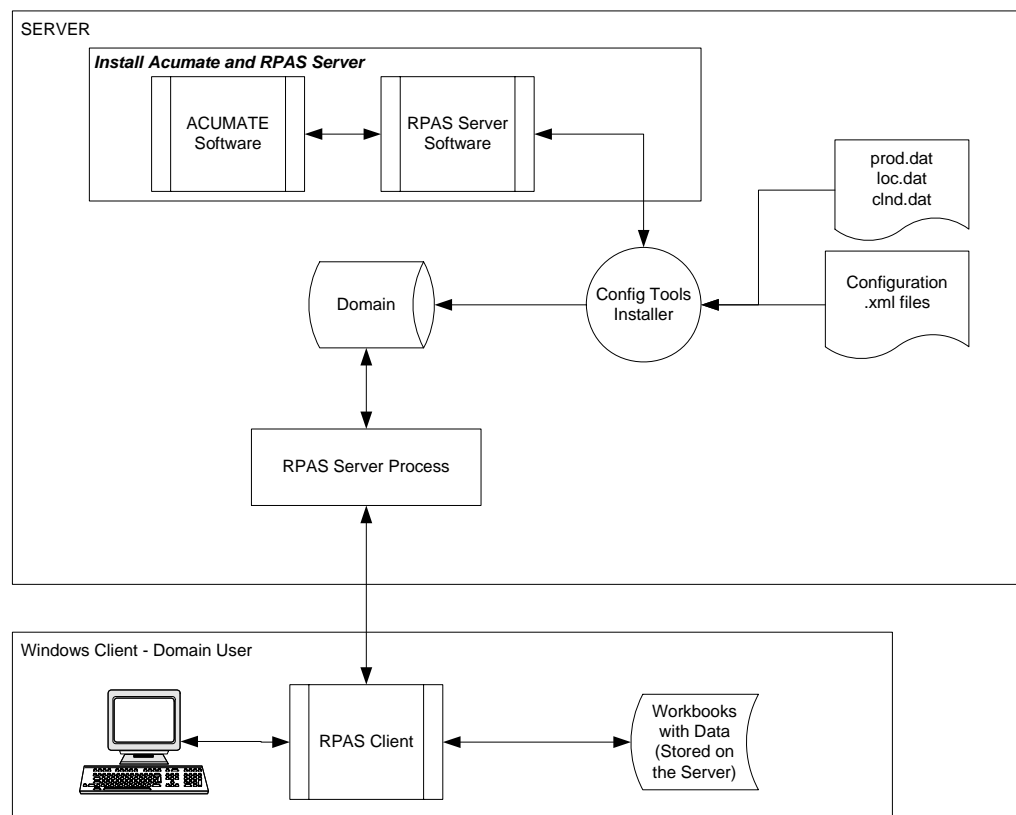 SERVER
Install Acumate and RPAS Server
ACUMATE
Software
RPAS Server
Software
prod.dat
loc.dat
clnd.dat
Configuration
.xml files
Config Tools
Installer
Domain
RPAS Server Process
Windows Client - Domain User
RPAS Client
Workbooks
with Data
(Stored on
the Server)